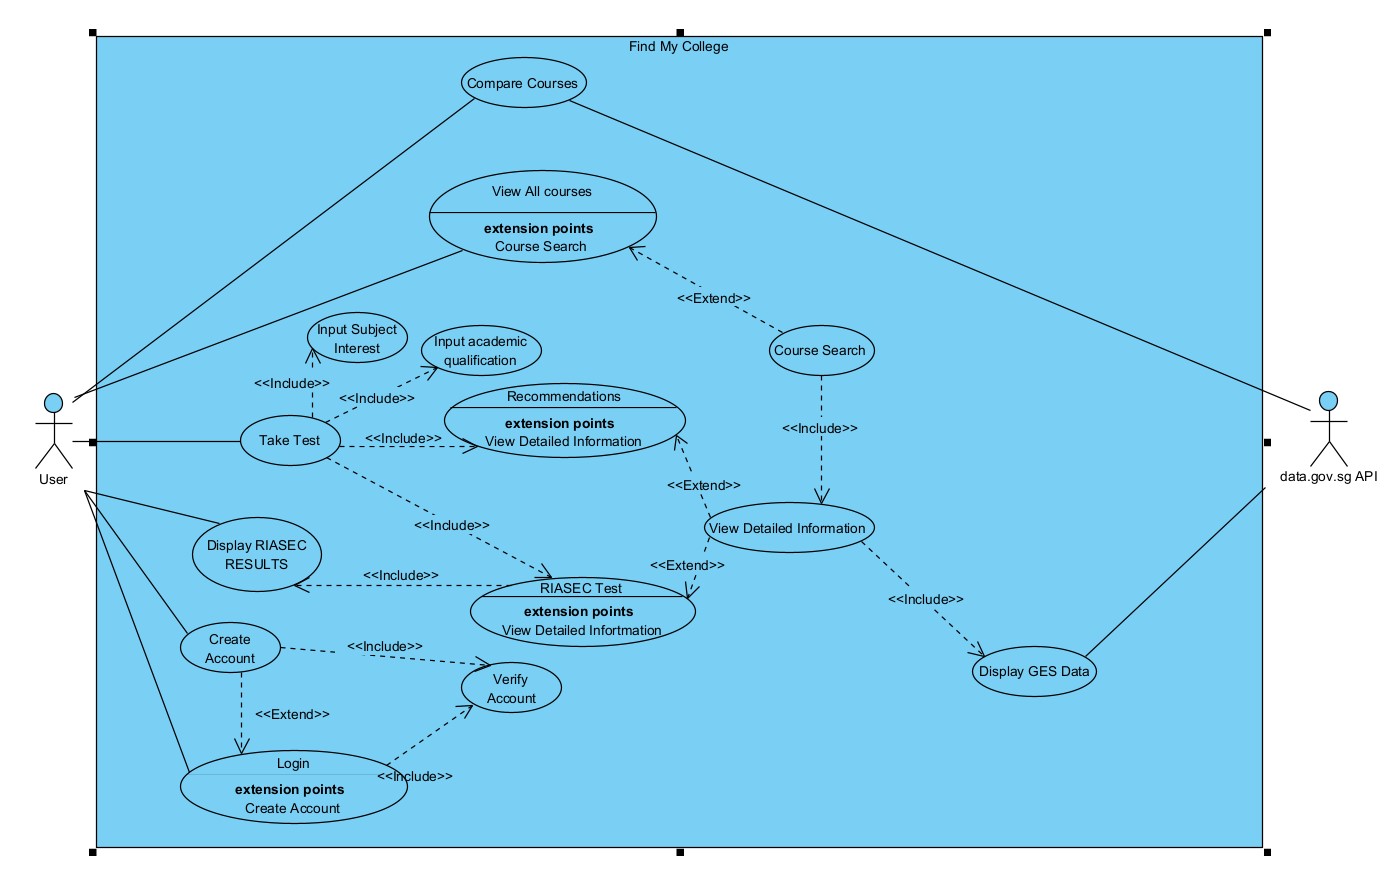 Find My College
Compare Courses
View All courses
extension points
Course Search
<<Extend>>
Input Subject
Interest
Input academic
qualification
Course Search
<<Include>>
<<Include>>
Recommendations
extension points
View Detailed Information
<<Include>>
Take Test
<<Include>>
User
data.gov.sg API
<<Extend>>
<<Include>>
View Detailed Information
Display RIASEC
RESULTS
<<Extend>>
<<Include>>
RIASEC Test
extension points
View Detailed Infortmation
<<Include>>
Create
Account
<<Include>>
Verify
Account
Display GES Data
<<Extend>>
Login
<<Include>>
extension points
Create Account